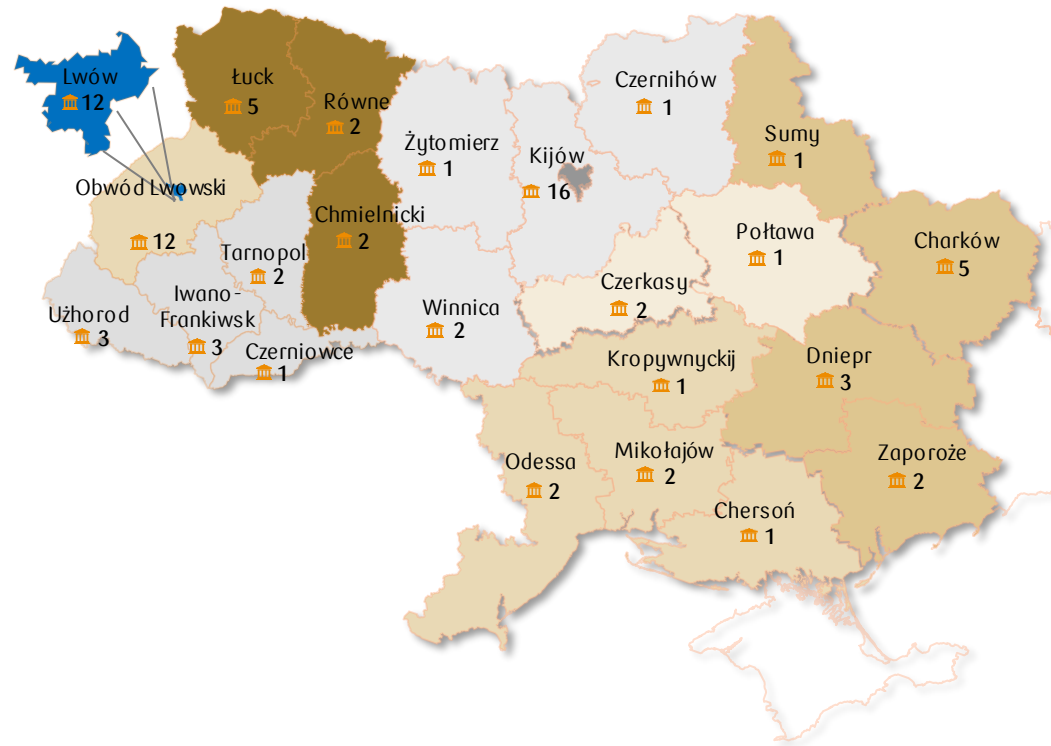 Lwów
12
Łuck
5
Równe
2
Żytomierz
1
Kijów
16
Czernihów
1
Sumy
1
Obwód Lwowski
12
Tarnopol
2
Chmielnicki
2
Połtawa
1
Charków
5
Czerkasy
2
Użhorod
3
Iwano-
Frankiwsk
3
Czerniowce
1
Winnica
2
Kropywnyckij
1
Dniepr
3
Odessa
2
Mikołajów
2
Zaporoże
2
Chersoń
1